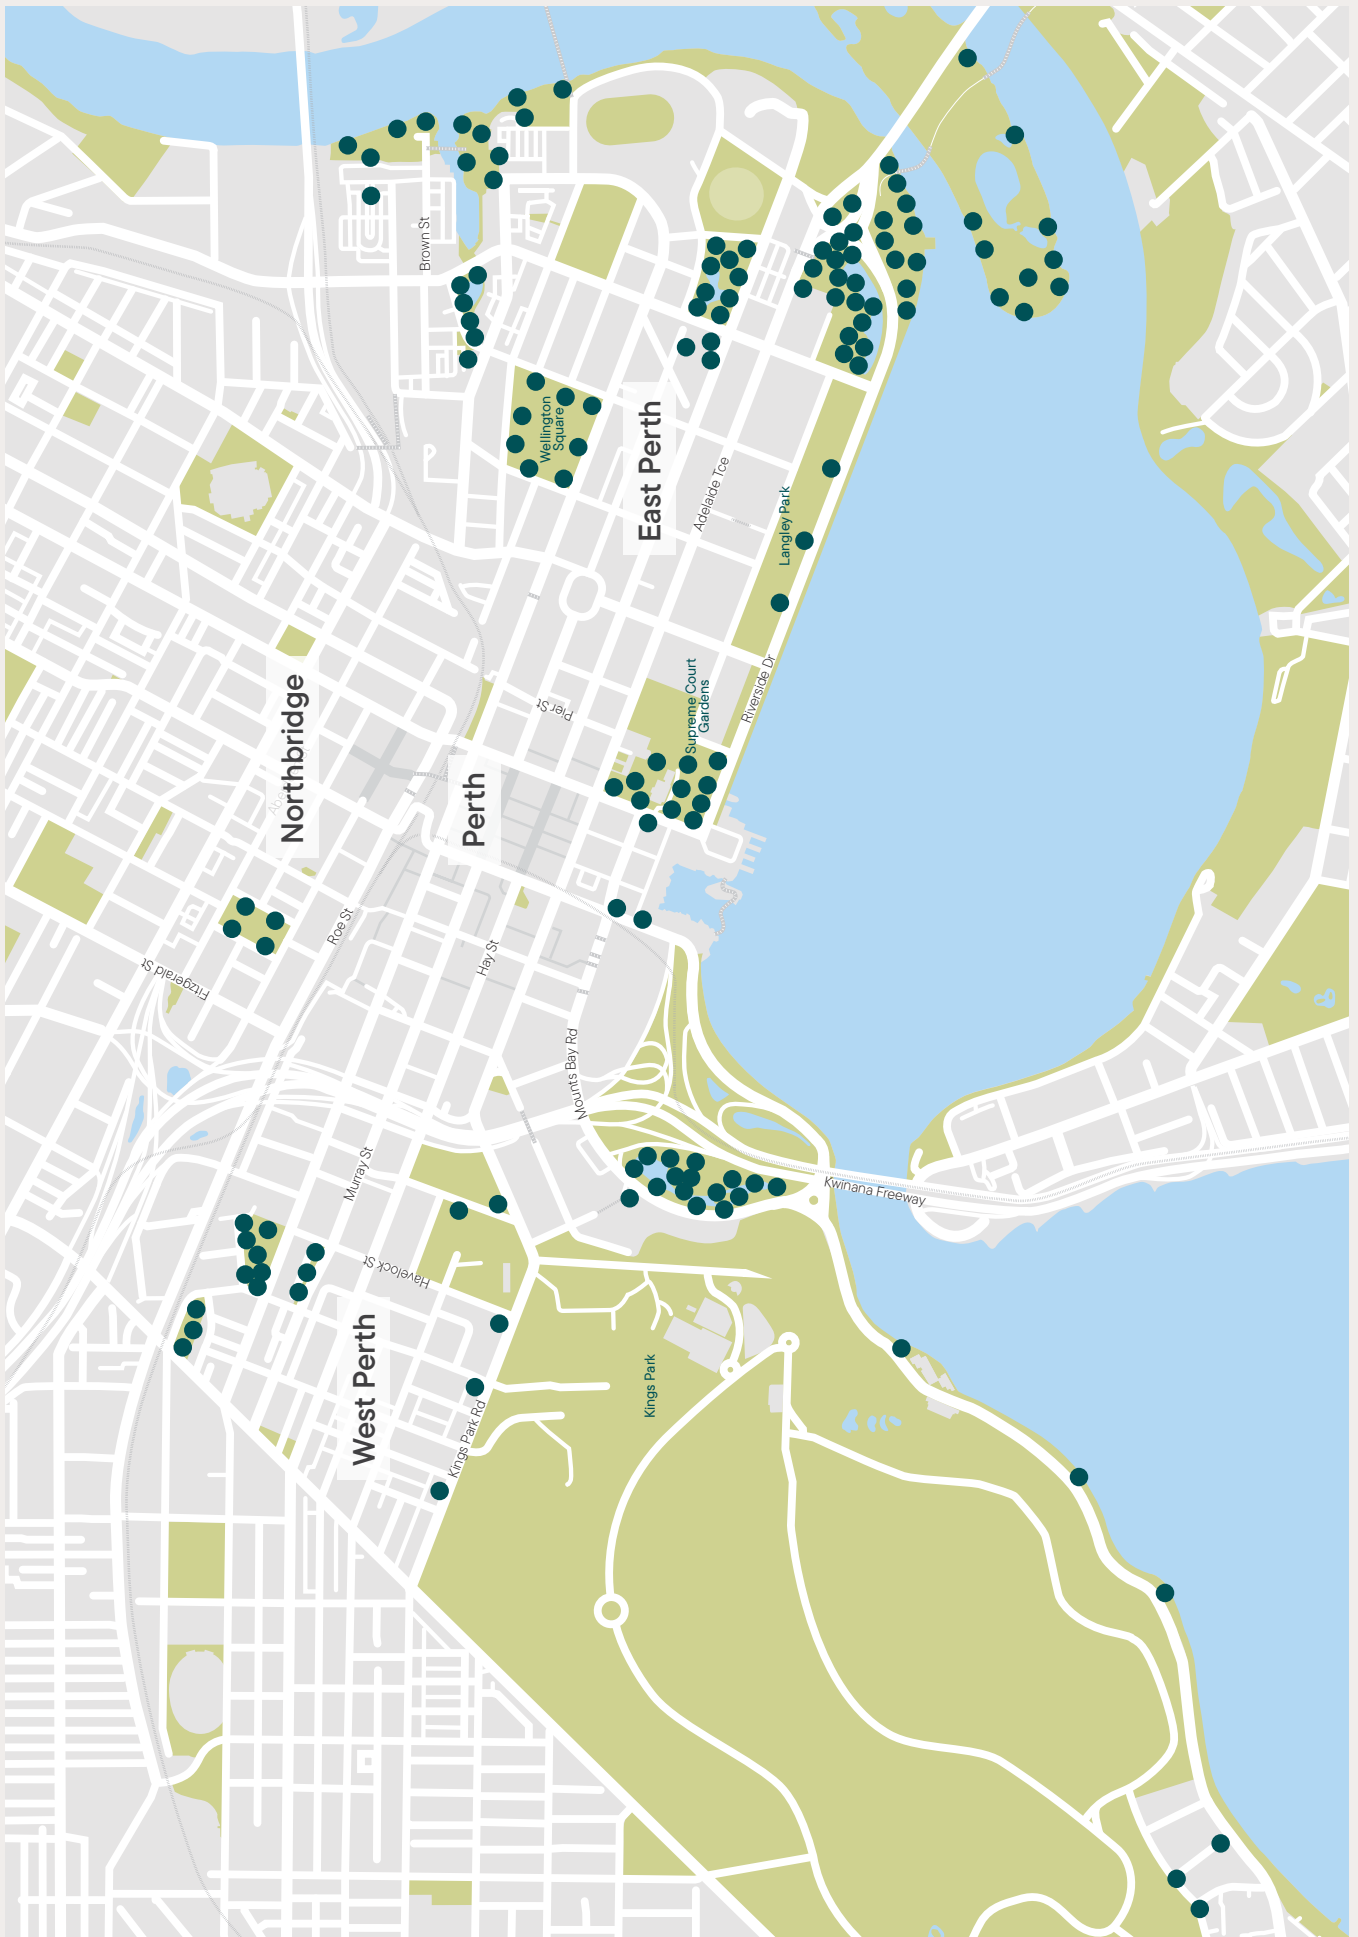 Brown St
Wellington
Square
East Perth
Adelaide Tce
Langley Park
Riverside Dr
Supreme Court
Gardens
Pier St
Northbridge
Perth
Roe St
Fitzgerald St
Hay St
Mounts Bay Rd
Murray St
Kwinana Freeway
Havelock St
West Perth
Kings Park
Kings Park Rd